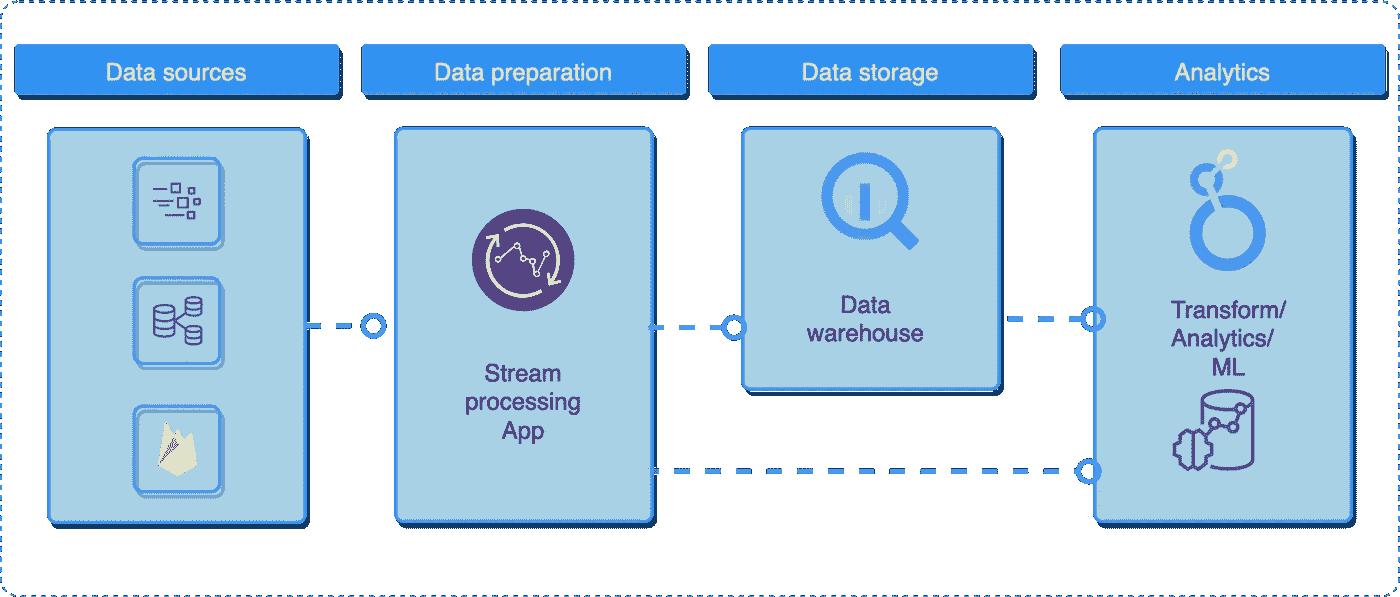 Data sources
Data preparation
Data storage
Analytics
Stream
processing
App
Data
warehouse
Transform/
Analytics/
ML